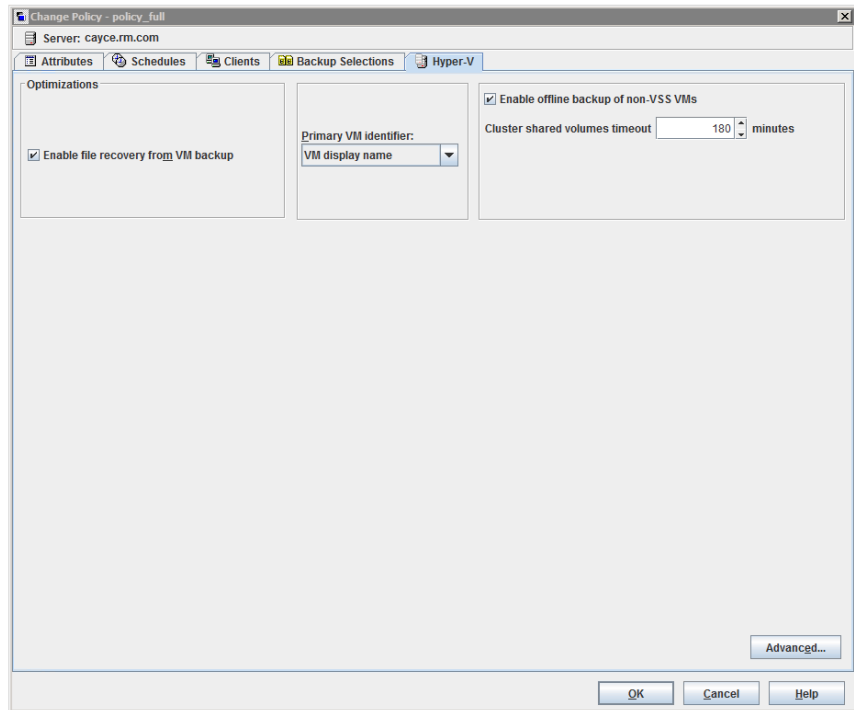 Change Policy - policy_full
Server: cayce.rm.com
Attributes Schedules Clients Backup Selections Hyper-V
Optimizations
Enable file recovery from VM backup
Primary VM identifier:
VM display name
Enable offline backup of non-VSS VMs
Cluster shared volumes timeout 180 minutes
Advanced...
OK Cancel Help